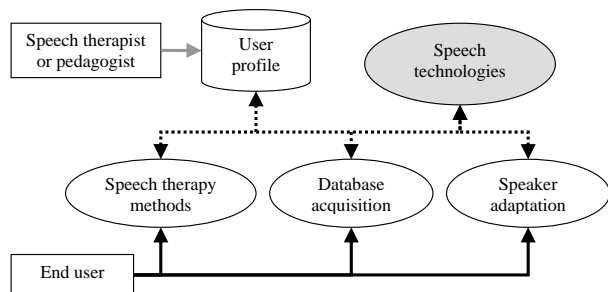 Speech therapist
or pedagogist
User
profile
Speech
technologies
Speech therapy
methods
Database
acquisition
Speaker
adaptation
End user